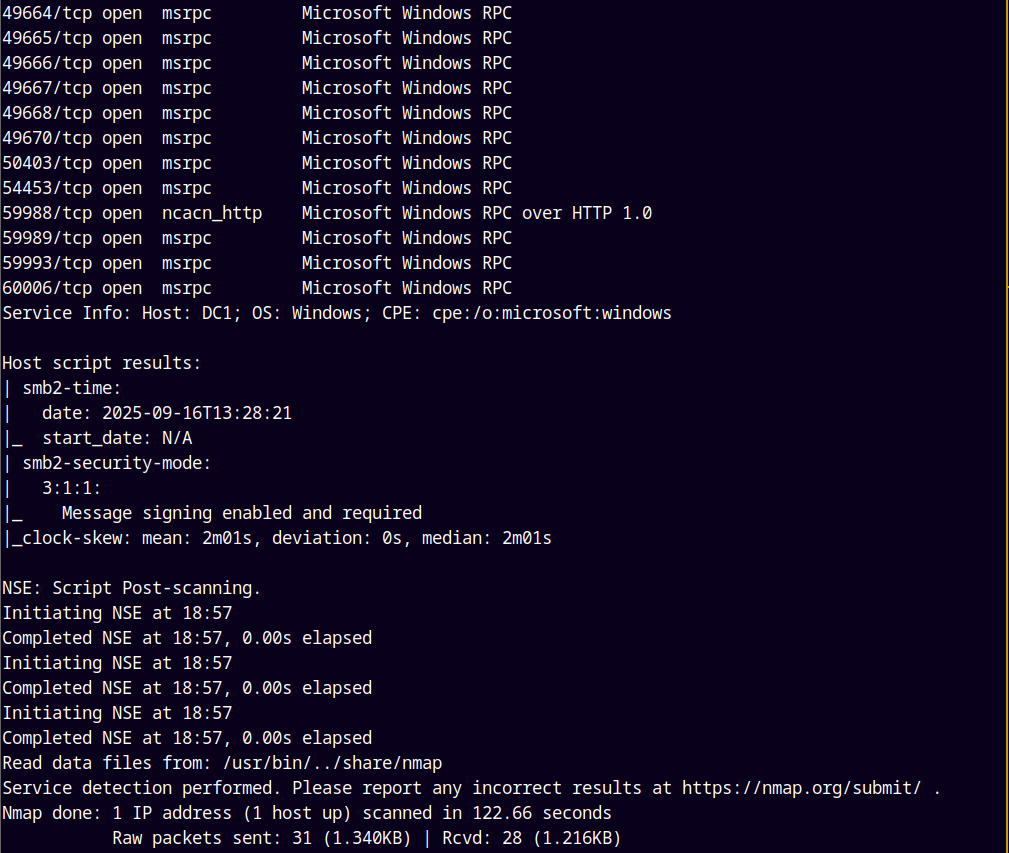 49664/tcp open  msrpc         Microsoft Windows RPC
49665/tcp open  msrpc         Microsoft Windows RPC
49666/tcp open  msrpc         Microsoft Windows RPC
49667/tcp open  msrpc         Microsoft Windows RPC
49668/tcp open  msrpc         Microsoft Windows RPC
49670/tcp open  msrpc         Microsoft Windows RPC
50403/tcp open  msrpc         Microsoft Windows RPC
54453/tcp open  msrpc         Microsoft Windows RPC
59988/tcp open  ncacn_http    Microsoft Windows RPC over HTTP 1.0
59989/tcp open  msrpc         Microsoft Windows RPC
59993/tcp open  msrpc         Microsoft Windows RPC
60006/tcp open  msrpc         Microsoft Windows RPC
Service Info: Host: DC1; OS: Windows; CPE: cpe:/o:microsoft:windows

Host script results:
| smb2-time:
|   date: 2025-09-16T13:28:21
|_  start_date: N/A
| smb2-security-mode:
|   3:1:1:
|_    Message signing enabled and required
|_clock-skew: mean: 2m01s, deviation: 0s, median: 2m01s

NSE: Script Post-scanning.
Initiating NSE at 18:57
Completed NSE at 18:57, 0.00s elapsed
Initiating NSE at 18:57
Completed NSE at 18:57, 0.00s elapsed
Initiating NSE at 18:57
Completed NSE at 18:57, 0.00s elapsed
Read data files from: /usr/bin/../share/nmap
Service detection performed. Please report any incorrect results at https://nmap.org/submit/ .
Nmap done: 1 IP address (1 host up) scanned in 122.66 seconds
           Raw packets sent: 31 (1.340KB) | Rcvd: 28 (1.216KB)